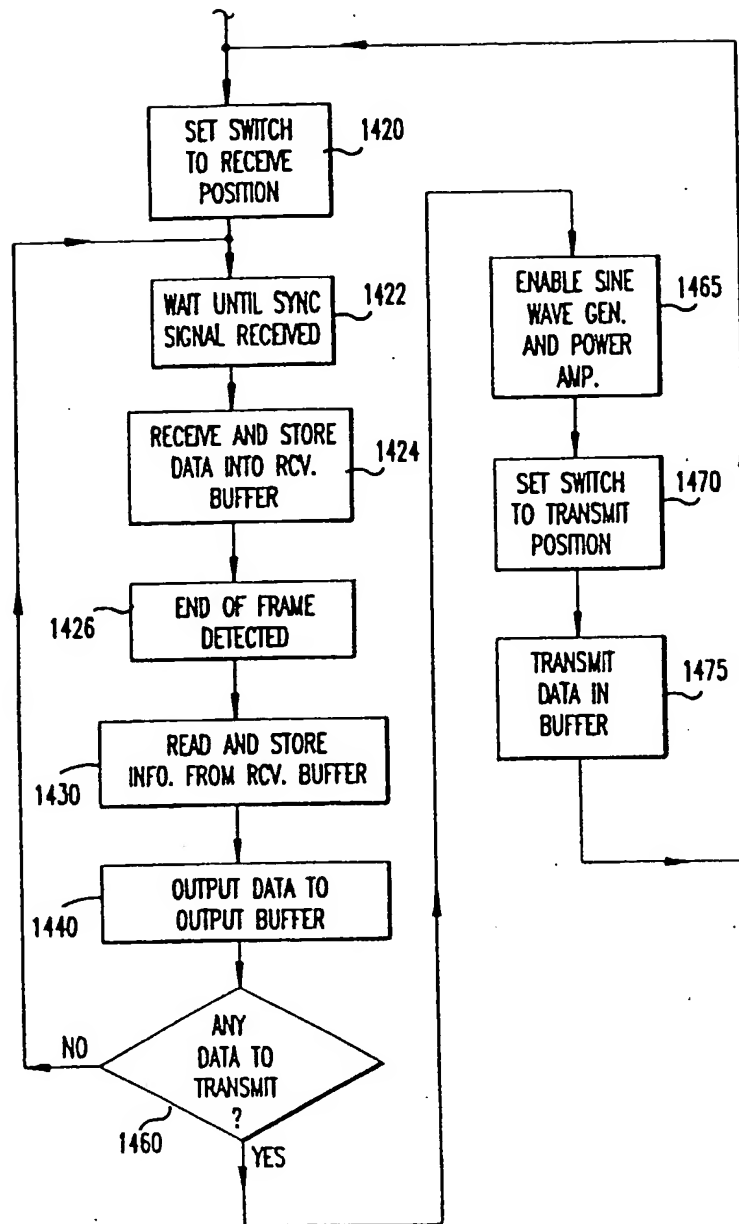 SET SWITCH
TO RECEIVE
POSITION
1420
WAIT UNTIL SYNC
SIGNAL RECEIVED
1422
RECEIVE AND STORE
DATA INTO RCV.
BUFFER
1424
END OF FRAME
DETECTED
1426
READ AND STORE
INFO. FROM RCV. BUFFER
1430
OUTPUT DATA TO
OUTPUT BUFFER
1440
ANY
DATA TO
TRANSMIT
?
NO
1460
YES
ENABLE SINE
WAVE GEN.
AND POWER
AMP.
1465
SET SWITCH
TO TRANSMIT
POSITION
1470
TRANSMIT
DATA IN
BUFFER
1475